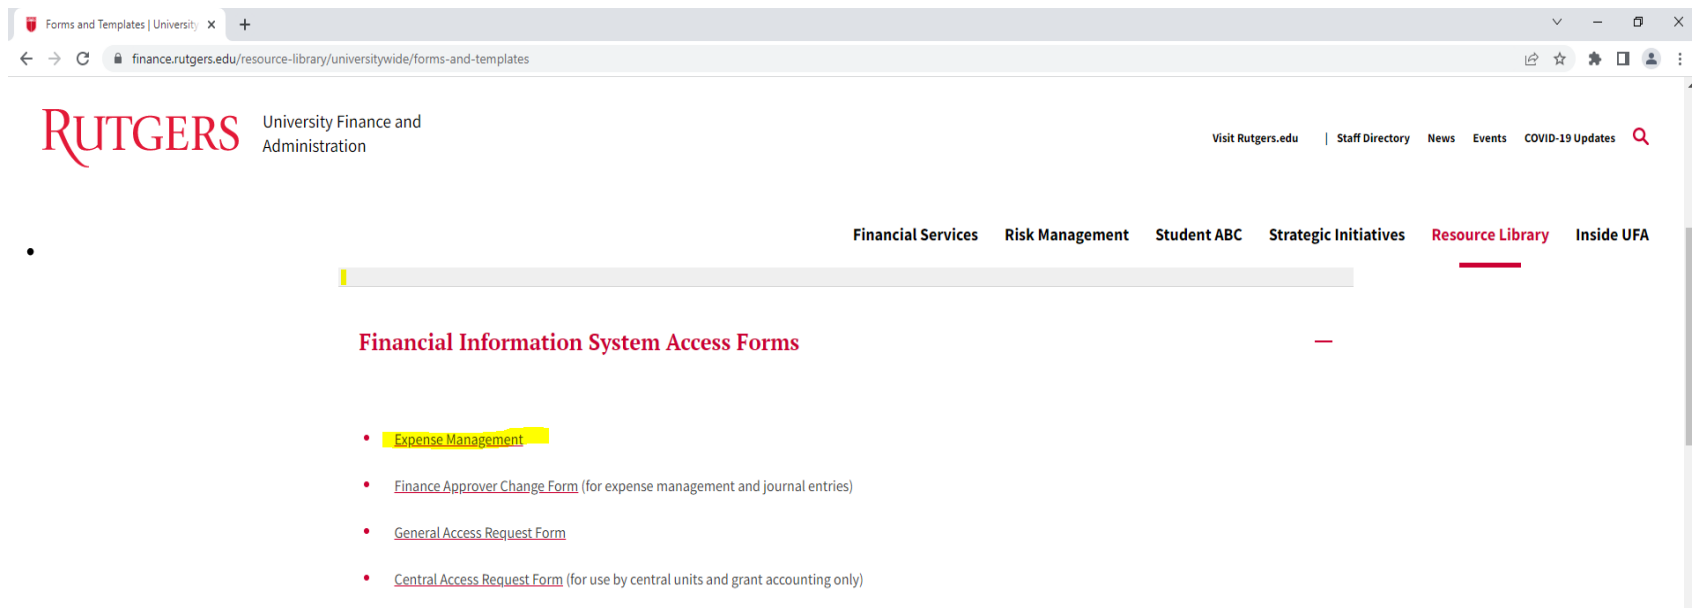 Forms and Templates | University
finance.rutgers.edu/resource-library/universitywide/forms-and-templates
RUTGERS
University Finance and
Administration
Visit Rutgers.edu | Staff Directory News Events COVID-19 Updates
Financial Services Risk Management Student ABC Strategic Initiatives Resource Library Inside UFA
Financial Information System Access Forms
• Expense Management
• Finance Approver Change Form (for expense management and journal entries)
• General Access Request Form
• Central Access Request Form (for use by central units and grant accounting only)